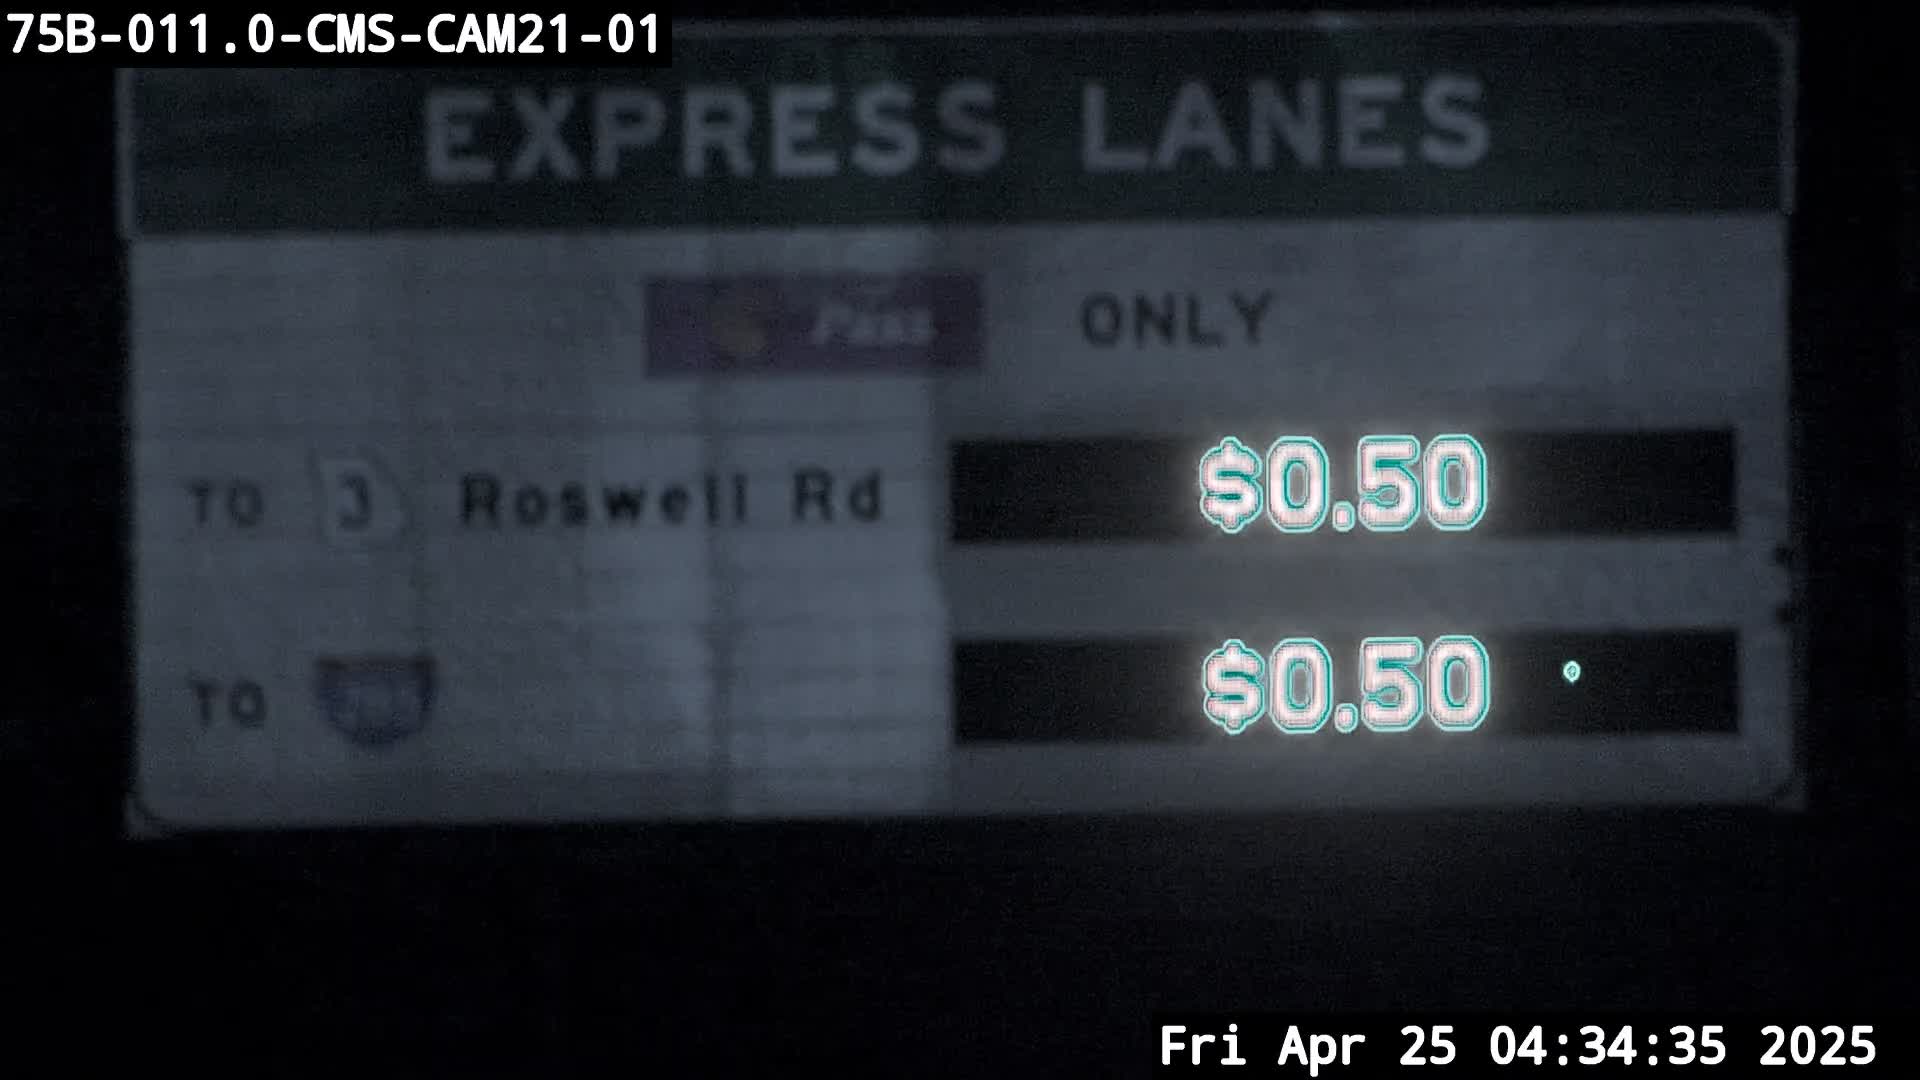 75B-011.0-CMS-CAM21-01
EXPRESS LANES
Pass ONLY
TO 3 Roswell Rd $0.50
TO $0.50
Fri Apr 25 04:34:35 2025